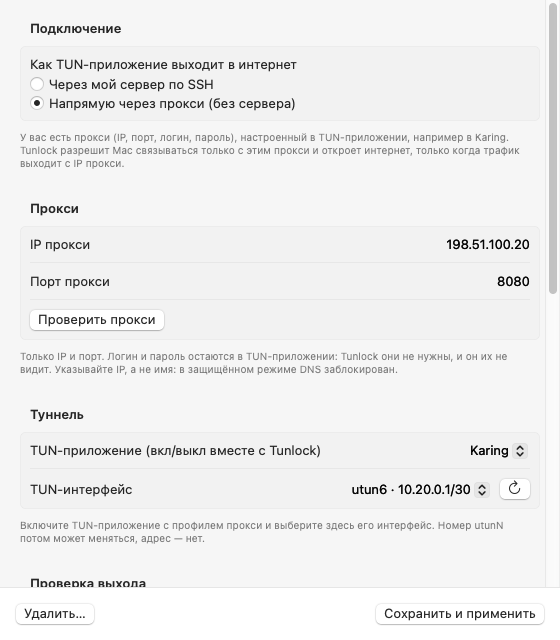 Подключение
Как TUN-приложение выходит в интернет
Через мой сервер по SSH
Напрямую через прокси (без сервера)
У вас есть прокси (IP, порт, логин, пароль), настроенный в TUN-приложении, например в Karing.
Tunlock разрешит Mac связываться только с этим прокси и откроет интернет, только когда трафик
выходит с IP прокси.
Прокси
IP прокси 198.51.100.20
Порт прокси 8080
Проверить прокси
Только IP и порт. Логин и пароль остаются в TUN-приложении: Tunlock они не нужны, и он их не
видит. Указывайте IP, а не имя: в защищённом режиме DNS заблокирован.
Туннель
TUN-приложение (вкл/выкл вместе с Tunlock) Karing
TUN-интерфейс utun6 · 10.20.0.1/30
Включите TUN-приложение с профилем прокси и выберите здесь его интерфейс. Номер utunN
потом может меняться, адрес — нет.
Проверка выхода
Удалить... Сохранить и применить